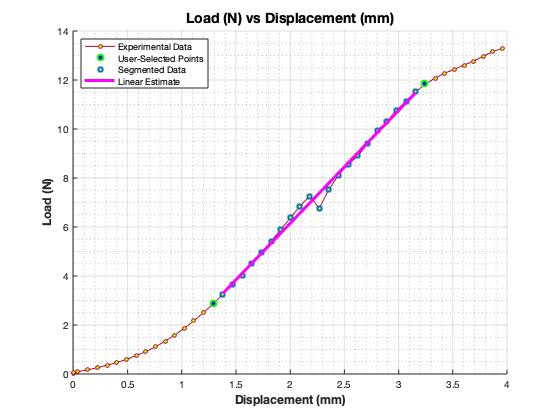 Load (N) vs Displacement (mm)
Experimental Data
User-Selected Points
Segmented Data
Linear Estimate
Load (N)
14
12
10
8
6
4
2
0
0 0.5 1 1.5 2 2.5 3 3.5 4
Displacement (mm)